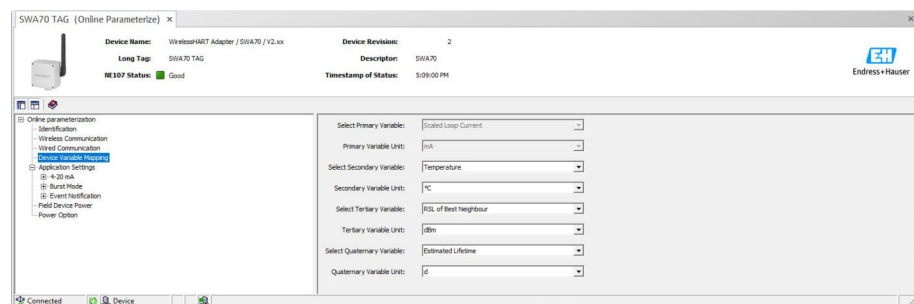 SWA70 TAG (Online Parameterize) ×
Device Name: WirelessHART Adapter / SWA70 / V2.xx Device Revision: 2
Long Tag: SWA70 TAG Descriptor: SWA70
NE107 Status: Good Timestamp of Status: 5:09:00 PM
EH
Endress+Hauser
Online parameterization
Identification
Wireless Communication
Wired Communication
Device Variable Mapping
Application Settings
4-20 mA
Burst Mode
Event Notification
Field Device Power
Power Option
Select Primary Variable: Scaled Loop Current
Primary Variable Unit: mA
Select Secondary Variable: Temperature
Secondary Variable Unit: °C
Select Tertiary Variable: RSL of Best Neighbour
Tertiary Variable Unit: dBm
Select Quaternary Variable: Estimated Lifetime
Quaternary Variable Unit: d
Connected Device